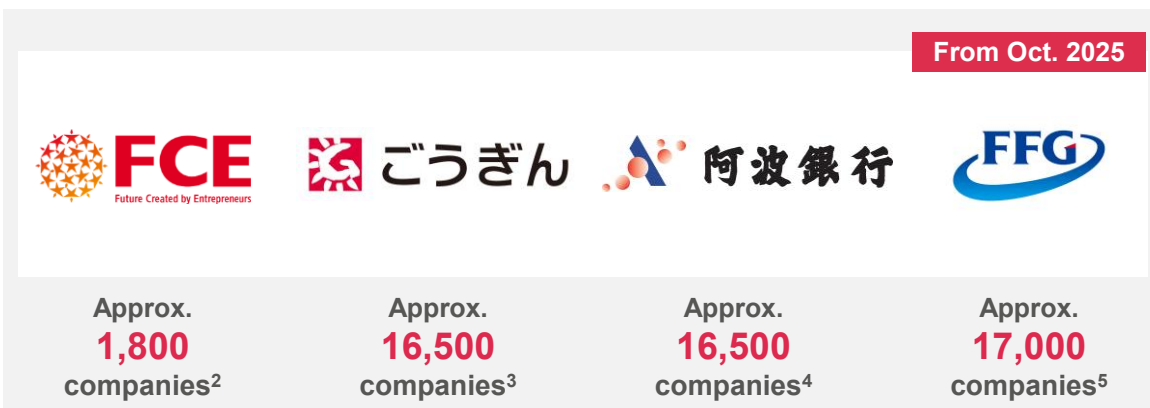 From Oct. 2025
FCE
Future Created by Entrepreneurs
ごうぎん
阿波銀行
FFG
Approx.
1,800
companies2
Approx.
16,500
companies3
Approx.
16,500
companies4
Approx.
17,000
companies5